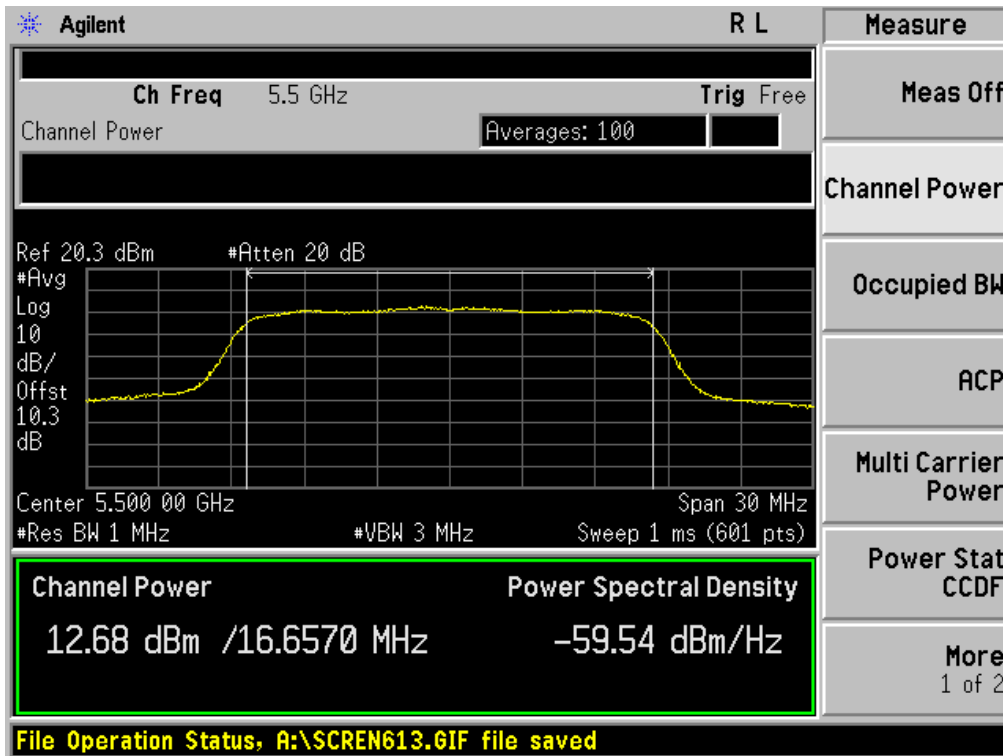 Agilent
R L
Measure
Ch Freq 5.5 GHz
Trig Free
Channel Power
Averages: 100
Ref 20.3 dBm #Atten 20 dB
#Avg
Log
10
dB/
Offst
10.3
dB
Center 5.500 00 GHz Span 30 MHz
#Res BW 1 MHz #VBW 3 MHz Sweep 1 ms (601 pts)
Channel Power Power Spectral Density
12.68 dBm /16.6570 MHz -59.54 dBm/Hz
Meas Off
Channel Power
Occupied BW
ACP
Multi Carrier
Power
Power Stat
CCDF
More
1 of 2
File Operation Status, A:\SCREN613.GIF file saved